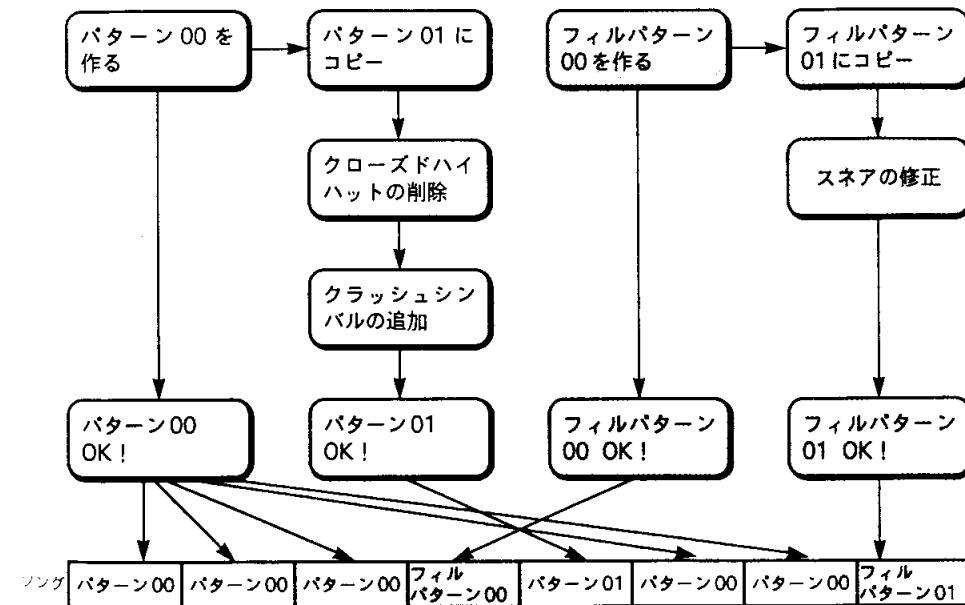 パターン00を
作る
パターン01に
コピー
フィルパターン
00を作る
フィルパターン
01にコピー
クローズドハイ
ハットの削除
スネアの修正
クラッシュシン
バルの追加
パターン00
OK！
パターン01
OK！
フィルパターン
00 OK！
フィルパターン
01 OK！
ソング
パターン00
パターン00
パターン00
フィル
パターン00
パターン01
パターン00
パターン00
フィル
パターン01